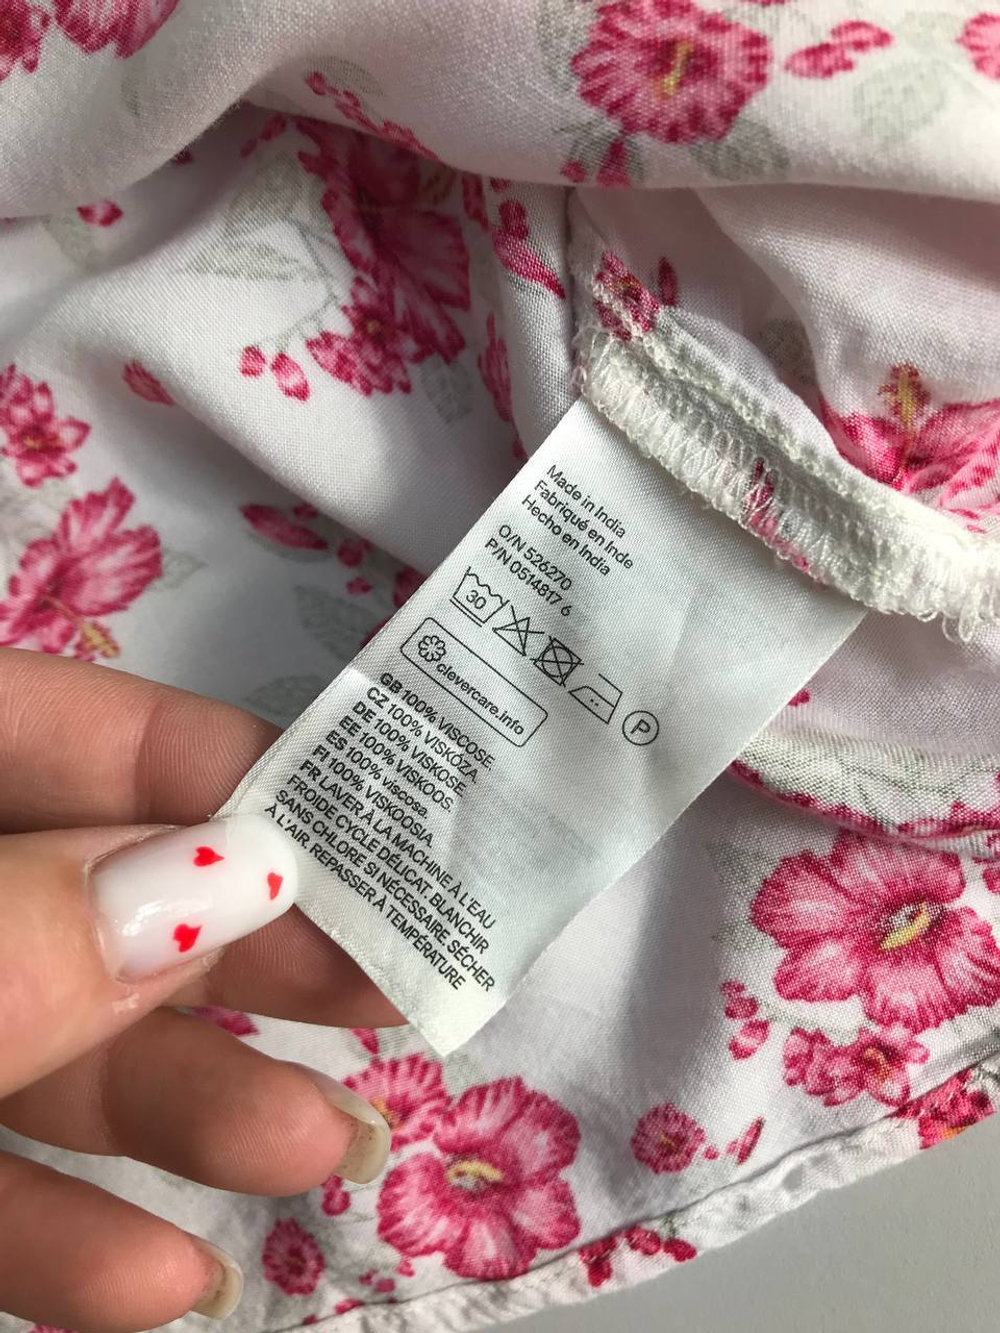 Made in India
Fabriqué en Inde
Hecho en India
O/N 526270
P/N 0514817 6
30
P
clevercare.info
GB 100% VISCOSE
CZ 100% VISKÓZA
DE 100% VISKOSE
EE 100% VISKOOS
ES 100% viscosa
FI 100% VISKOOSIA
FR LAVER À LA MACHINE À L'EAU
FROIDE CYCLE DÉLICAT. BLANCHIR
SANS CHLORE SI NÉCESSAIRE. SÉCHER
À L'AIR. REPASSER À TEMPÉRATURE